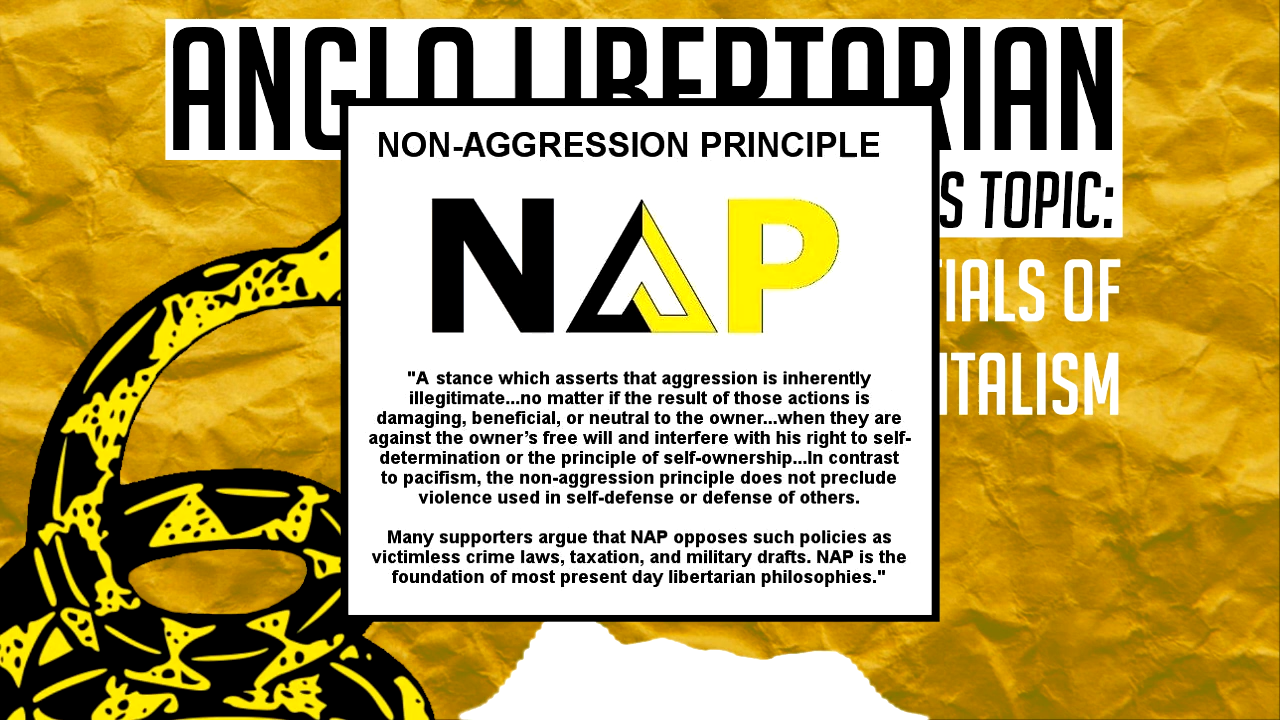 ANGLO LIBERTARIAN
S TOPIC:
TIALS OF
ITALISM
NON-AGGRESSION PRINCIPLE
NAP
"A stance which asserts that aggression is inherently
illegitimate...no matter if the result of those actions is
damaging, beneficial, or neutral to the owner...when they are
against the owner’s free will and interfere with his right to self-
determination or the principle of self-ownership...In contrast
to pacifism, the non-aggression principle does not preclude
violence used in self-defense or defense of others.
Many supporters argue that NAP opposes such policies as
victimless crime laws, taxation, and military drafts. NAP is the
foundation of most present day libertarian philosophies."